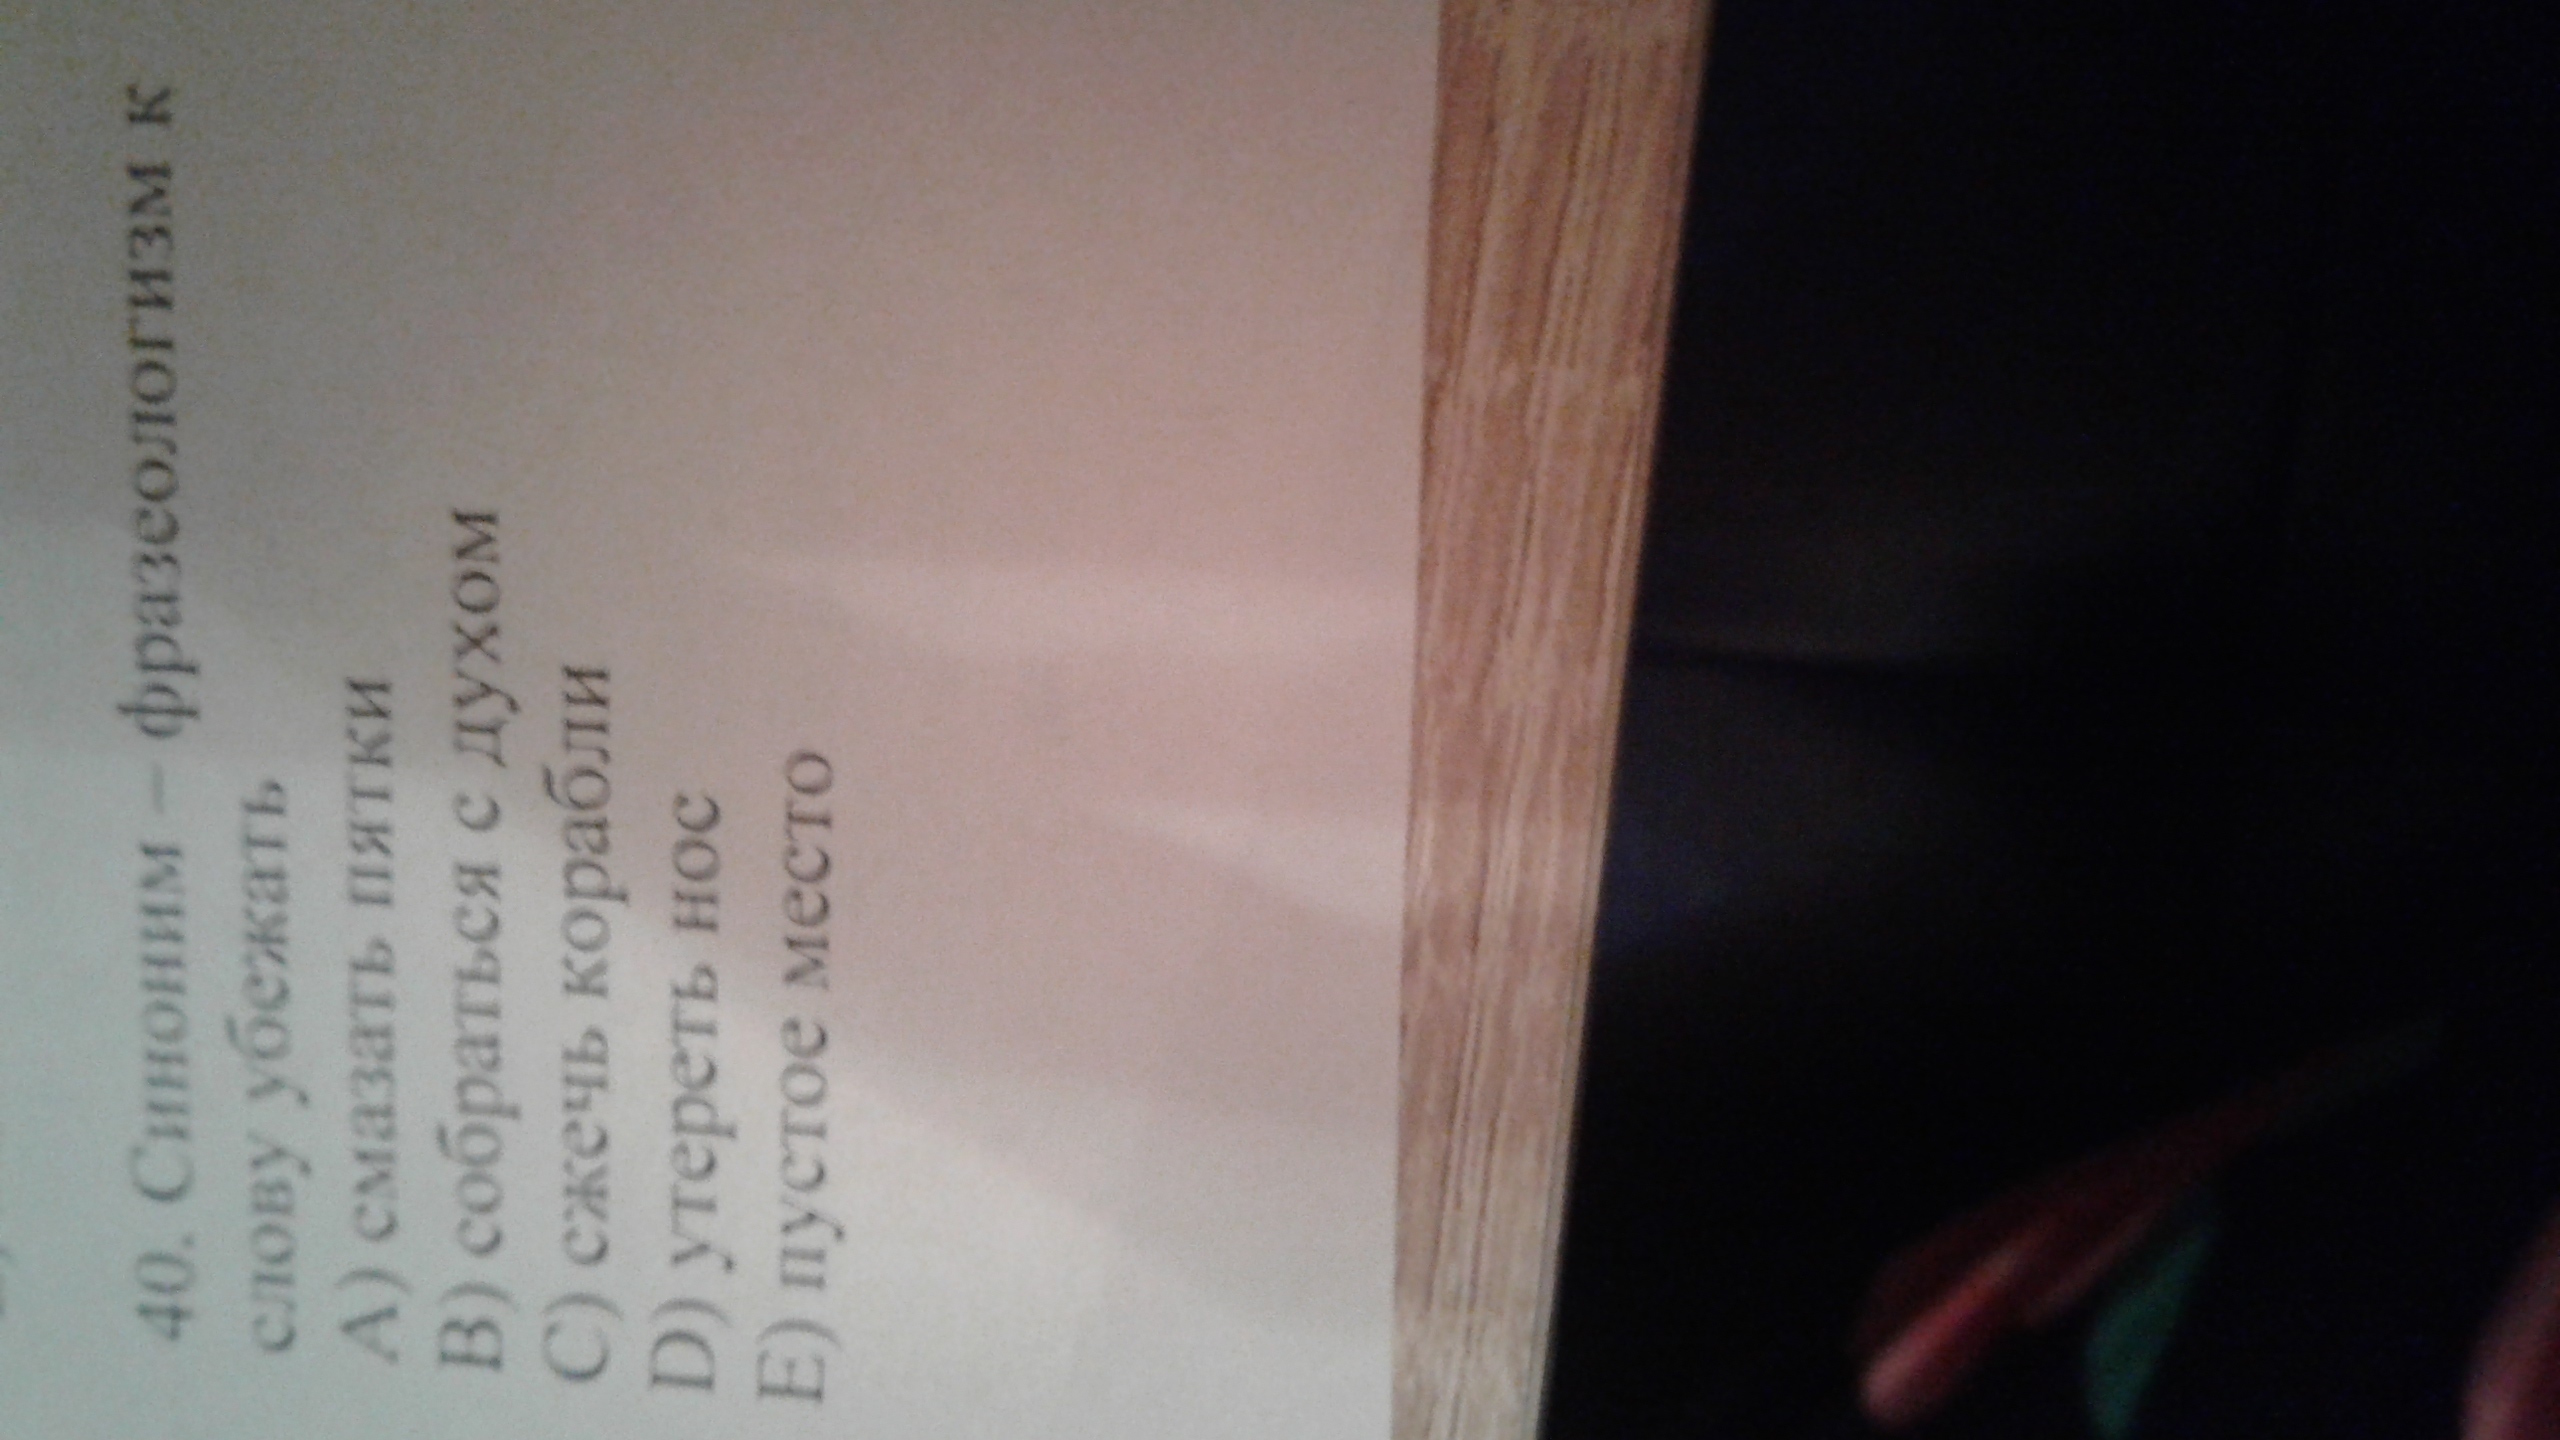 40. Синоним – фразеологизм к
слову убежать
A) смазать пятки
B) собраться с духом
C) сжечь корабли
D) утереть нос
E) пустое место